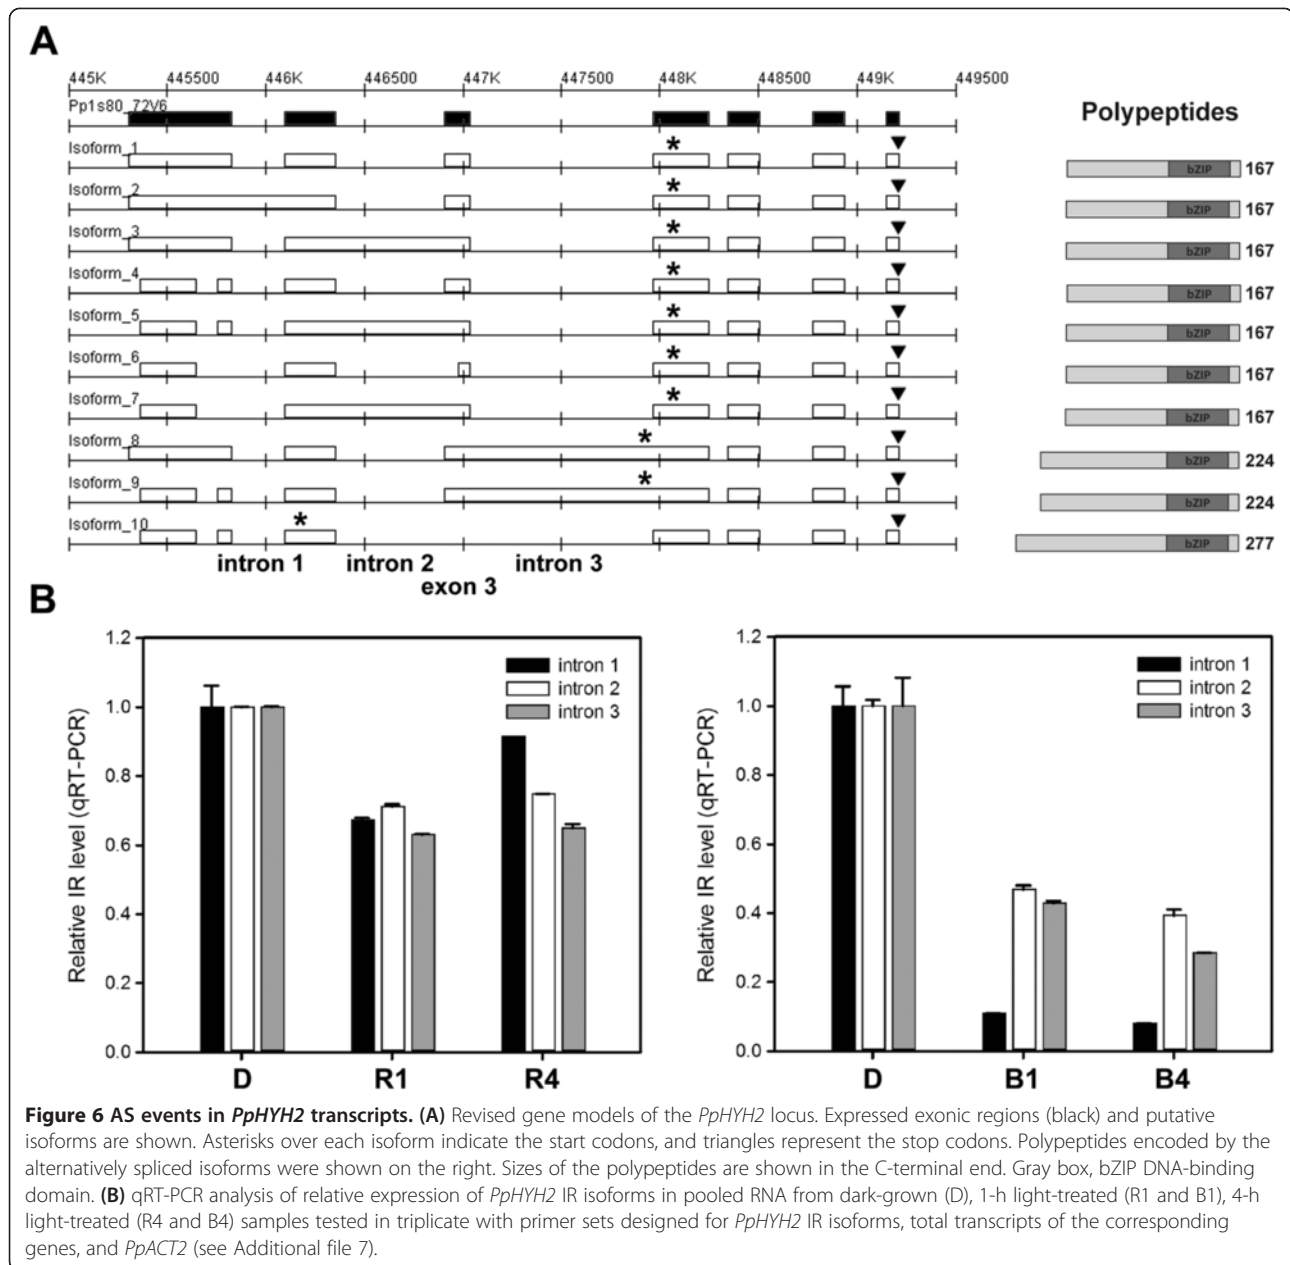 A
445K 445500 446K 446500 447K 447500 448K 448500 449K 449500
Pp1s80_72V6
Polypeptides
Isoform_1
bZIP 167
Isoform_2
bZIP 167
Isoform_3
bZIP 167
Isoform_4
bZIP 167
Isoform_5
bZIP 167
Isoform_6
bZIP 167
Isoform_7
bZIP 167
Isoform_8
bZIP 224
Isoform_9
bZIP 224
Isoform_10
bZIP 277
intron 1 intron 2 intron 3
exon 3
B
Relative IR level (qRT-PCR)
1.2
1.0
0.8
0.6
0.4
0.2
0.0
intron 1
intron 2
intron 3
D R1 R4
Relative IR level (qRT-PCR)
1.2
1.0
0.8
0.6
0.4
0.2
0.0
intron 1
intron 2
intron 3
D B1 B4
Figure 6 AS events in PpHYH2 transcripts. (A) Revised gene models of the PpHYH2 locus. Expressed exonic regions (black) and putative
isoforms are shown. Asterisks over each isoform indicate the start codons, and triangles represent the stop codons. Polypeptides encoded by the
alternatively spliced isoforms were shown on the right. Sizes of the polypeptides are shown in the C-terminal end. Gray box, bZIP DNA-binding
domain. (B) qRT-PCR analysis of relative expression of PpHYH2 IR isoforms in pooled RNA from dark-grown (D), 1-h light-treated (R1 and B1), 4-h
light-treated (R4 and B4) samples tested in triplicate with primer sets designed for PpHYH2 IR isoforms, total transcripts of the corresponding
genes, and PpACT2 (see Additional file 7).